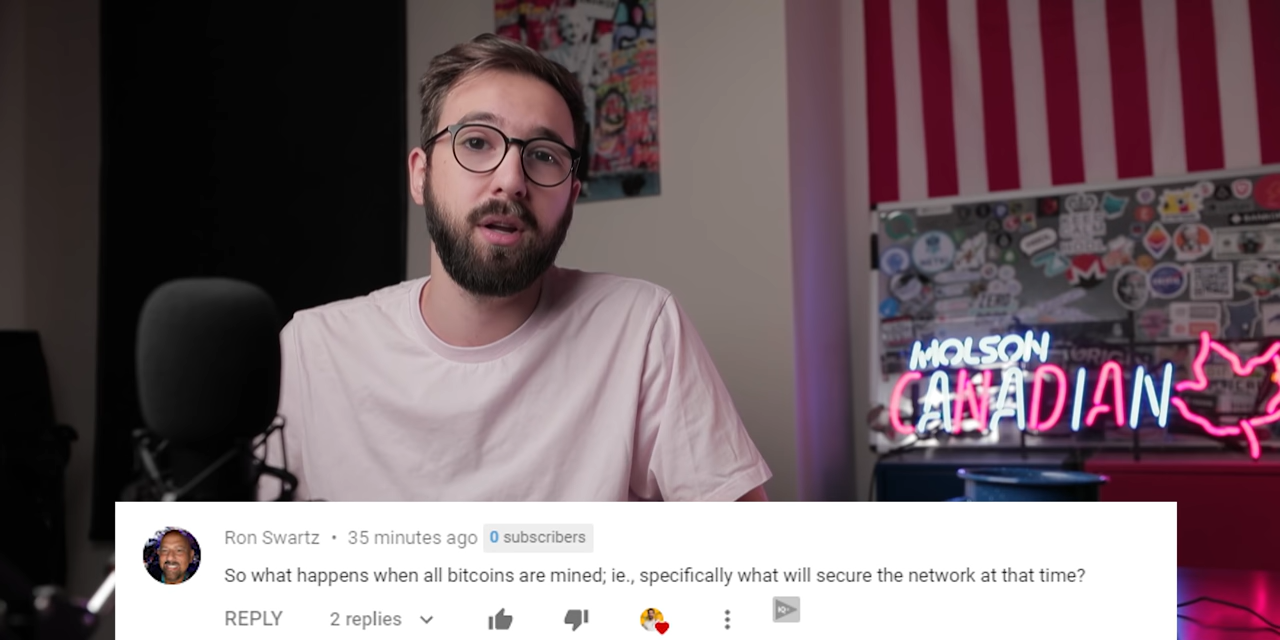 MOLSON
CANADIAN
Ron Swartz • 35 minutes ago 0 subscribers
So what happens when all bitcoins are mined; ie., specifically what will secure the network at that time?
REPLY 2 replies